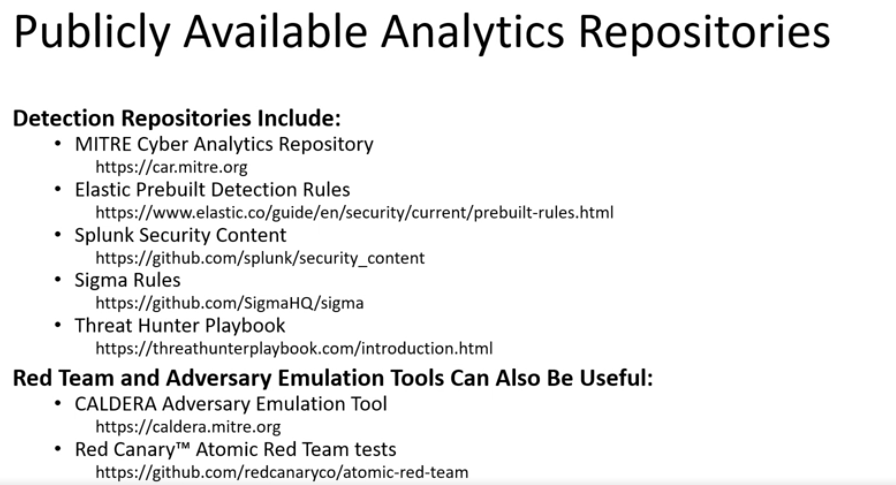 Publicly Available Analytics Repositories
Detection Repositories Include:
• MITRE Cyber Analytics Repository
https://car.mitre.org
• Elastic Prebuilt Detection Rules
https://www.elastic.co/guide/en/security/current/prebuilt-rules.html
• Splunk Security Content
https://github.com/splunk/security_content
• Sigma Rules
https://github.com/SigmaHQ/sigma
• Threat Hunter Playbook
https://threathunterplaybook.com/introduction.html
Red Team and Adversary Emulation Tools Can Also Be Useful:
• CALDERA Adversary Emulation Tool
https://caldera.mitre.org
• Red Canary™ Atomic Red Team tests
https://github.com/redcanaryco/atomic-red-team